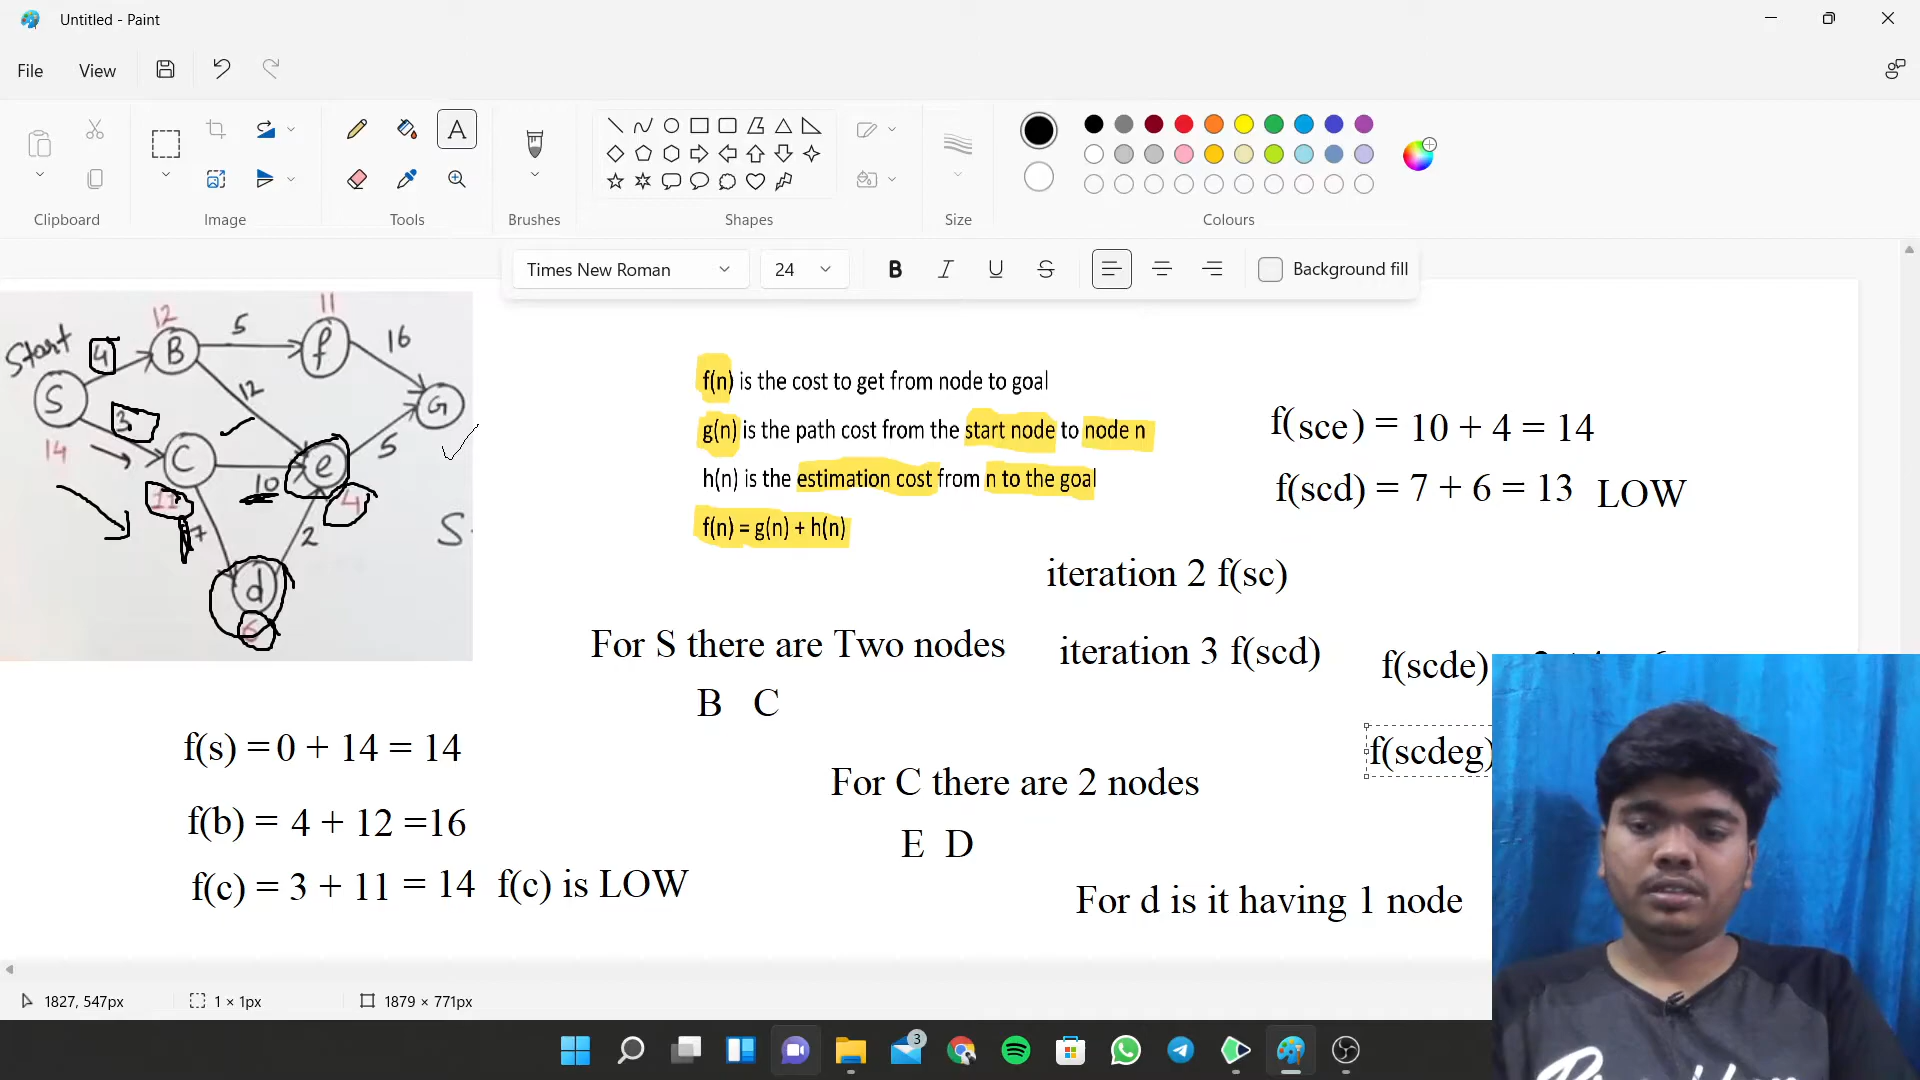 Untitled - Paint
File
View
Clipboard
Image
Tools
Brushes
Shapes
Size
Colours
Times New Roman
24
B
I
U
S
Background fill
Start
S
14
4
12
B
5
11
f
16
G
12
3
C
11
10
e
4
5
7
2
d
6
S
f(n) is the cost to get from node to goal
g(n) is the path cost from the start node to node n
h(n) is the estimation cost from n to the goal
f(n) = g(n) + h(n)
f(sce) = 10 + 4 = 14
f(scd) = 7 + 6 = 13 LOW
iteration 2 f(sc)
For S there are Two nodes
iteration 3 f(scd)
f(scde)
B C
f(s) = 0 + 14 = 14
f(scdeg)
For C there are 2 nodes
f(b) = 4 + 12 =16
E D
f(c) = 3 + 11 = 14 f(c) is LOW
For d is it having 1 node
1827, 547px
1 × 1px
1879 × 771px
3